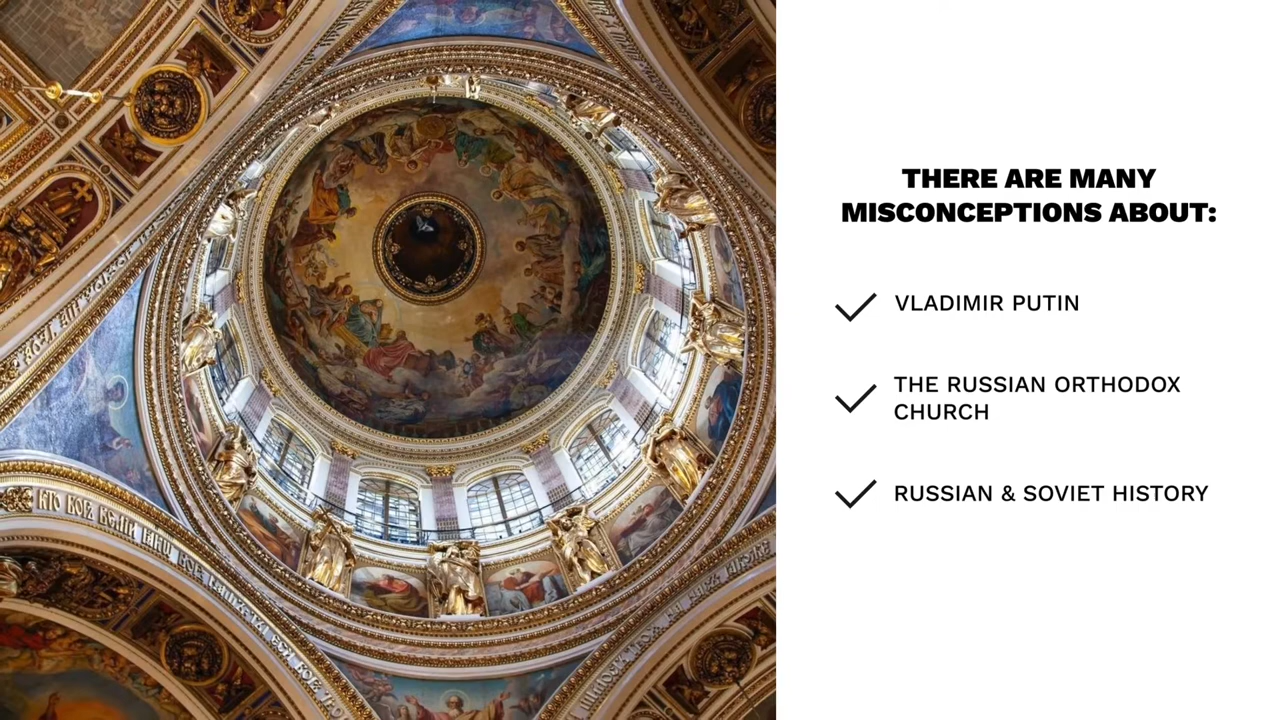 THERE ARE MANY
MISCONCEPTIONS ABOUT:
VLADIMIR PUTIN
THE RUSSIAN ORTHODOX
CHURCH
RUSSIAN & SOVIET HISTORY